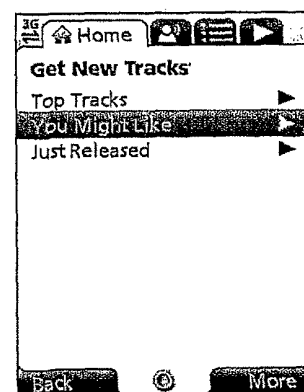 3G
Home
Get New Tracks
Top Tracks
You Might Like
Just Released
Back More